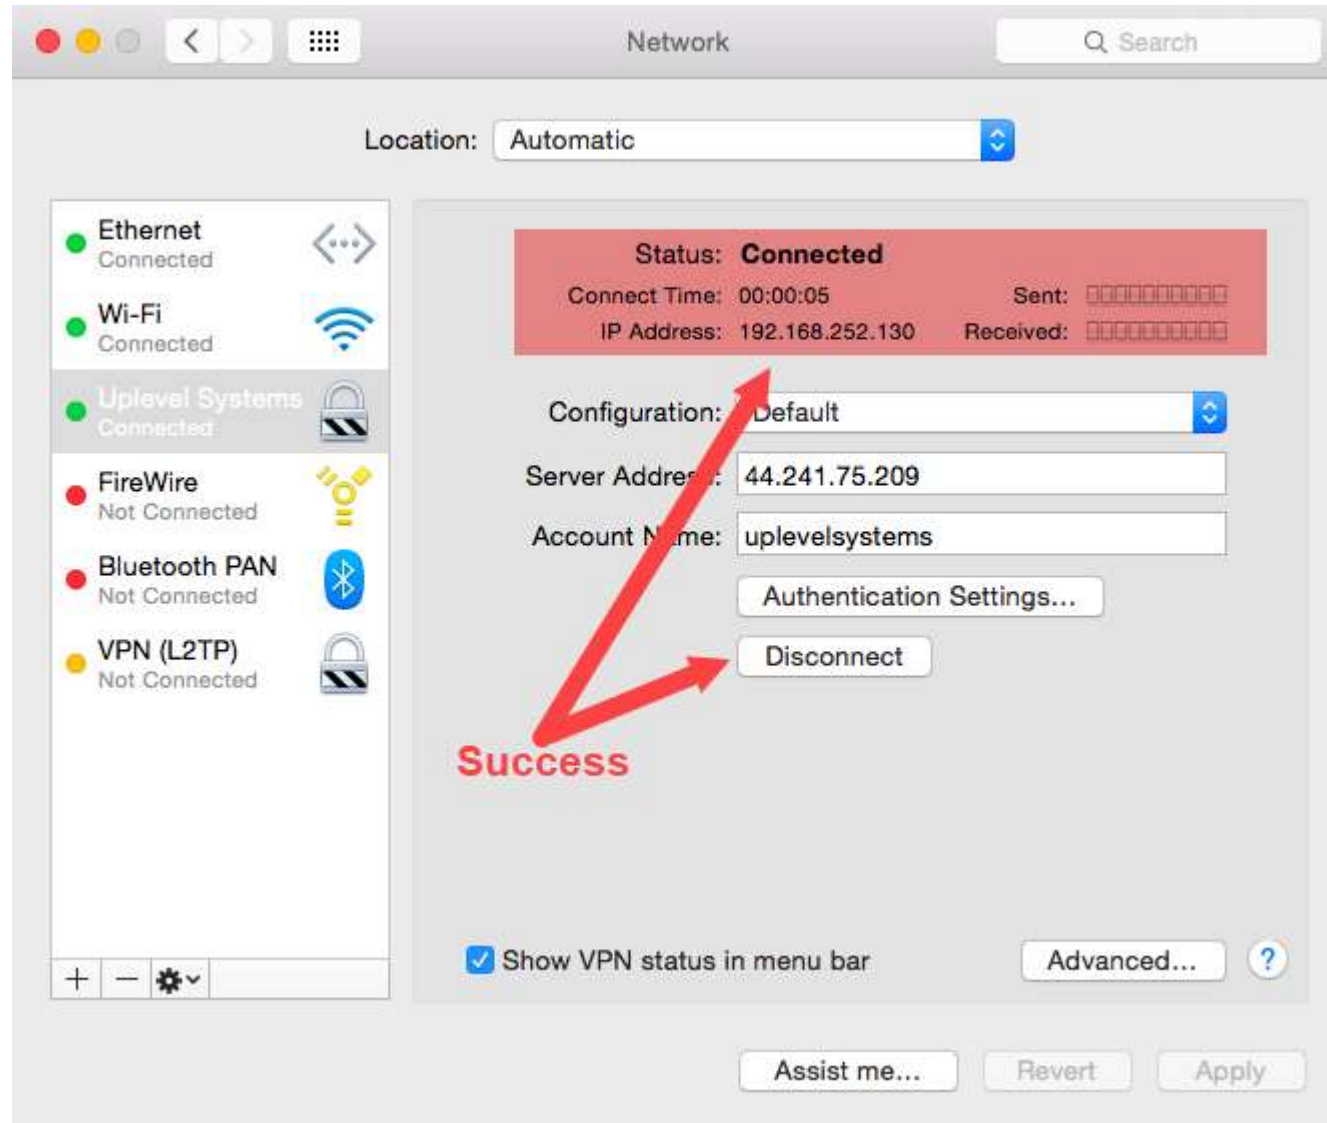 Network
Search
Location: Automatic
Ethernet
Connected
Wi-Fi
Connected
Uplevel Systems
Connected
FireWire
Not Connected
Bluetooth PAN
Not Connected
VPN (L2TP)
Not Connected
Status: Connected
Connect Time: 00:00:05 Sent:
IP Address: 192.168.252.130 Received:
Configuration: Default
Server Address: 44.241.75.209
Account Name: uplevelsystems
Authentication Settings...
Disconnect
Success
Show VPN status in menu bar
Advanced...
?
Assist me...
Revert
Apply